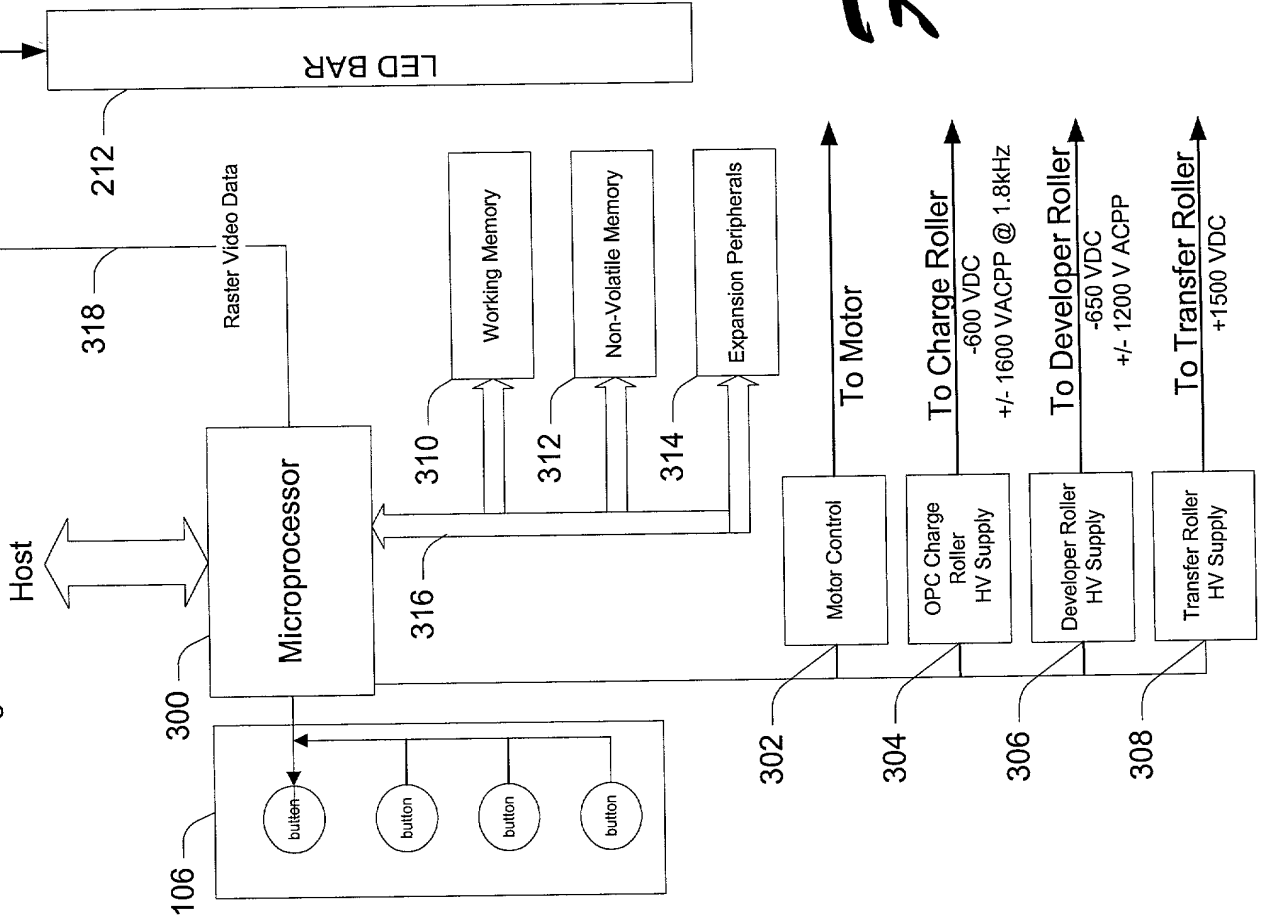 LED BAR
212
318
Raster Video Data
Host
300
Microprocessor
310
Working Memory
312
Non-Volatile Memory
314
Expansion Peripherals
316
106
button
button
button
button
302
Motor Control
To Motor
304
OPC Charge
Roller
HV Supply
To Charge Roller
-600 VDC
+/- 1600 VACPP @ 1.8kHz
306
Developer Roller
HV Supply
To Developer Roller
-650 VDC
+/- 1200 V ACPP
308
Transfer Roller
HV Supply
To Transfer Roller
+1500 VDC